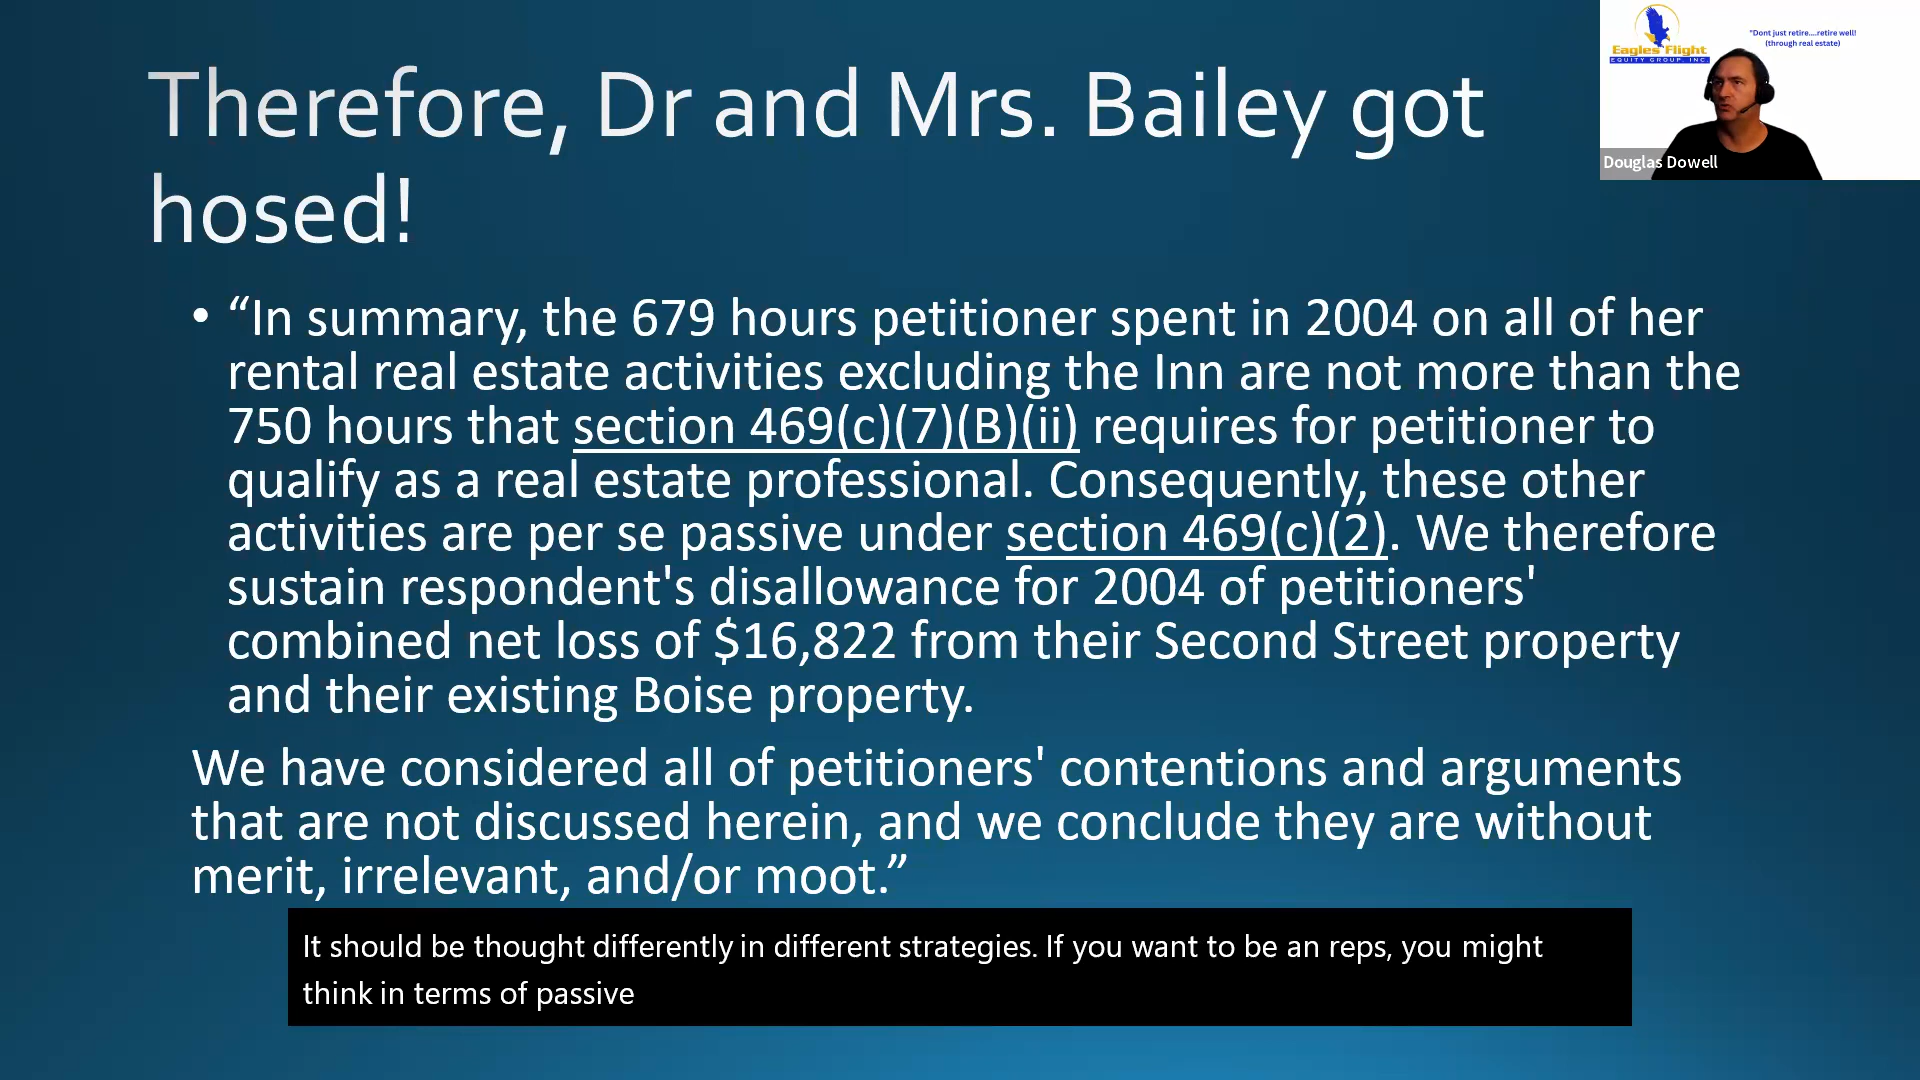 Therefore, Dr and Mrs. Bailey got
hosed!
Eagles Flight
EQUITY GROUP, INC.
"Dont just retire....retire well!
(through real estate)
Douglas Dowell
• “In summary, the 679 hours petitioner spent in 2004 on all of her
rental real estate activities excluding the Inn are not more than the
750 hours that section 469(c)(7)(B)(ii) requires for petitioner to
qualify as a real estate professional. Consequently, these other
activities are per se passive under section 469(c)(2). We therefore
sustain respondent's disallowance for 2004 of petitioners'
combined net loss of $16,822 from their Second Street property
and their existing Boise property.
We have considered all of petitioners' contentions and arguments
that are not discussed herein, and we conclude they are without
merit, irrelevant, and/or moot.”
It should be thought differently in different strategies. If you want to be an reps, you might
think in terms of passive